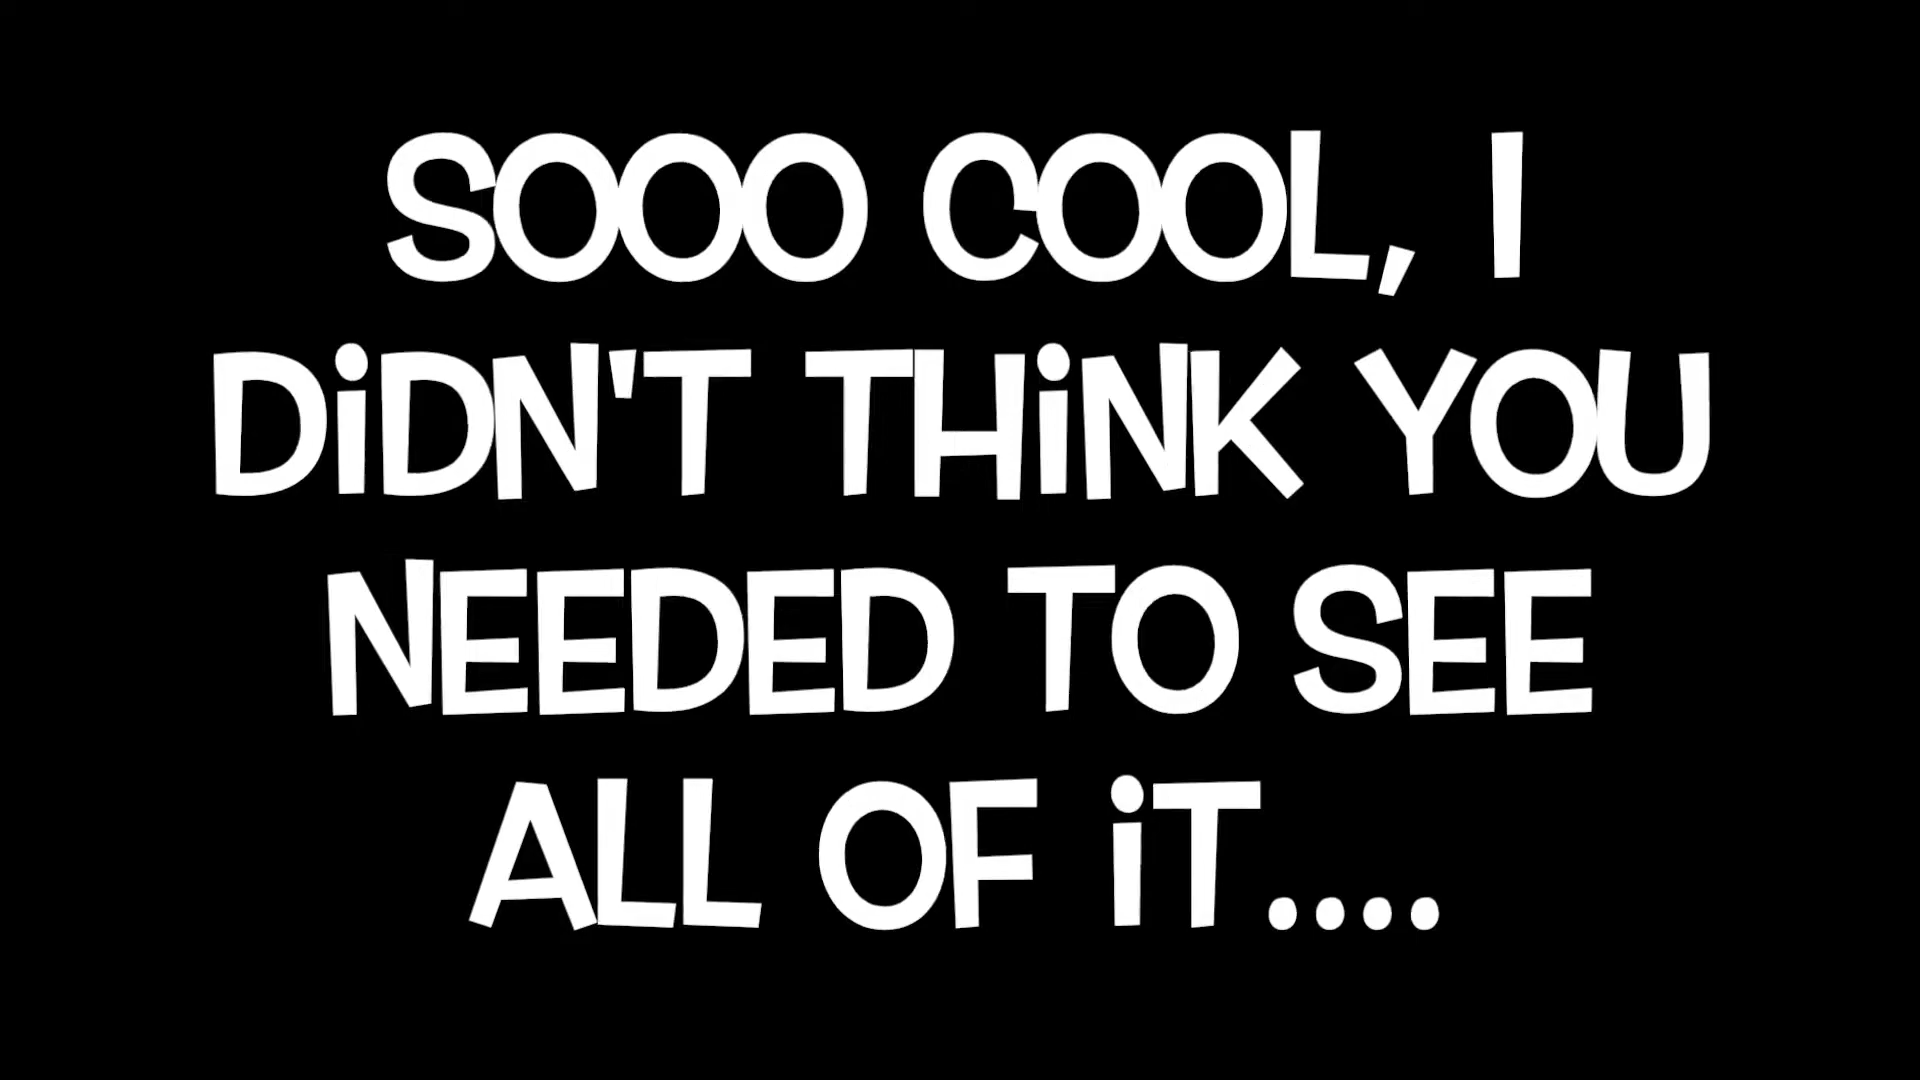 SOOO COOL, I
DiDN'T THiNK YOU
NEEDED TO SEE
ALL OF iT....